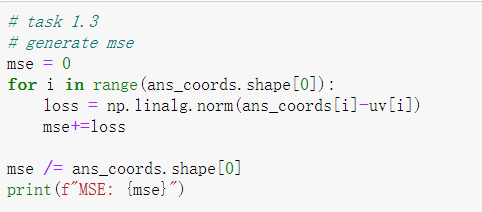 # task 1.3
# generate mse
mse = 0
for i in range(ans_coords.shape[0]):
    loss = np.linalg.norm(ans_coords[i]-uv[i])
    mse+=loss

mse /= ans_coords.shape[0]
print(f"MSE: {mse}")